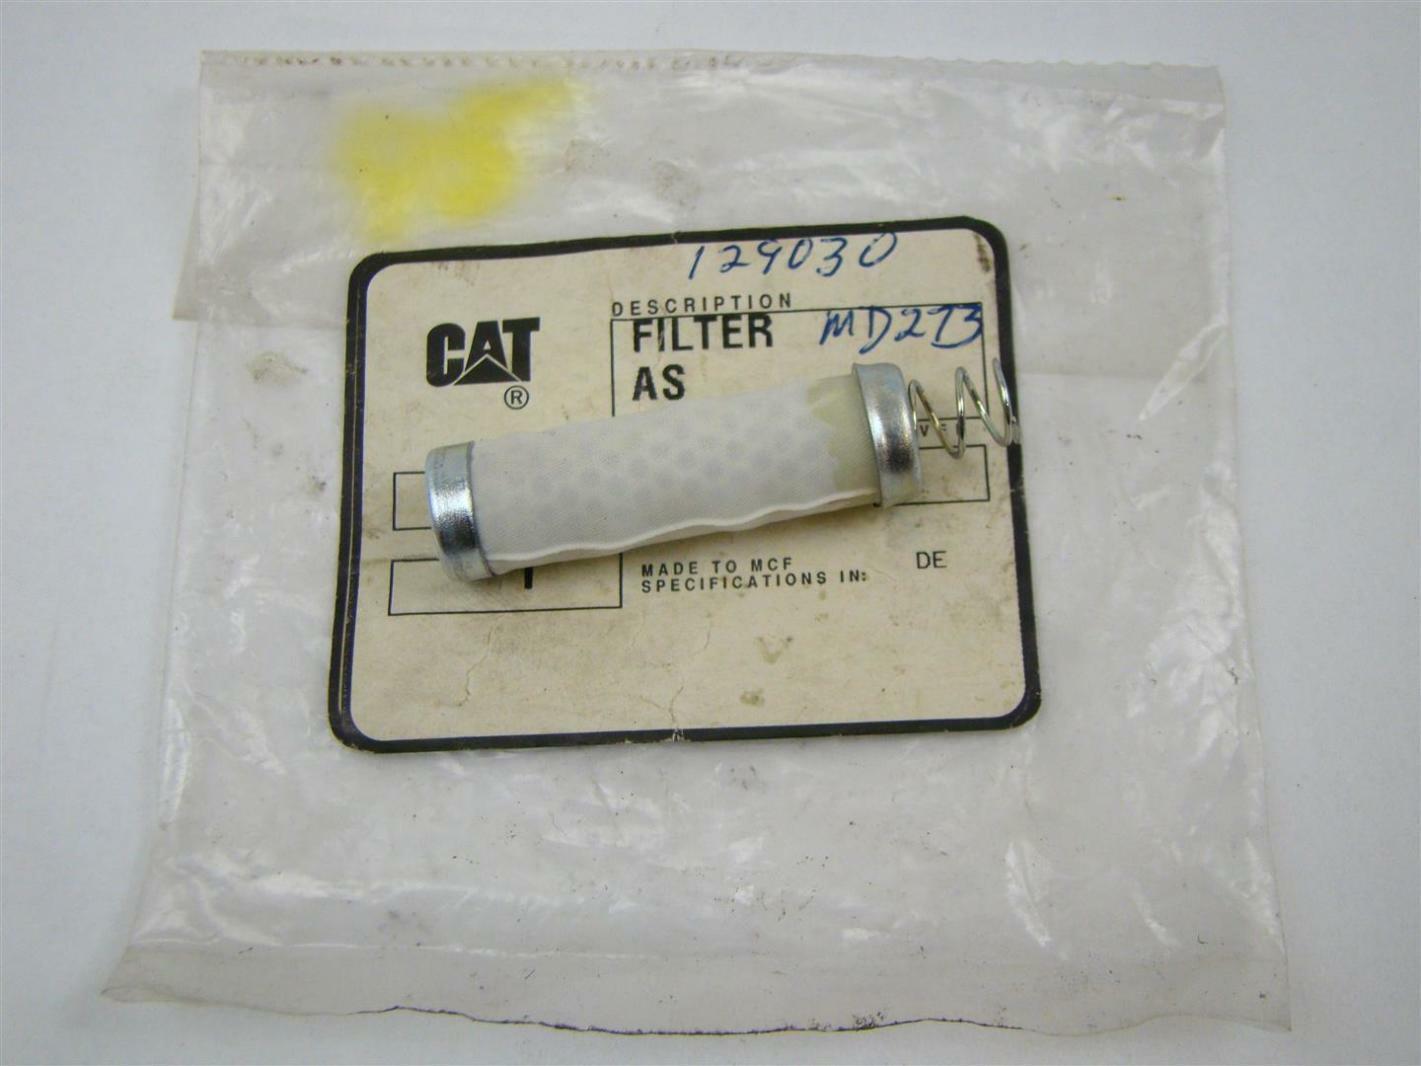 129030
DESCRIPTION
CAT
®
FILTER MD273
AS
MADE TO MCF
SPECIFICATIONS IN: DE